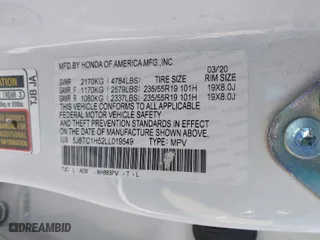 MFD.BY HONDA OF AMERICA MFG.,INC. 03/20
GVWR 2170KG (4784LBS) TIRE SIZE RIM SIZE
GAWR F 1170KG (2579LBS) 235/55R19 101H 19X8.0J
GAWR R 1060KG (2337LBS) 235/55R19 101H 19X8.0J
THIS VEHICLE CONFORMS TO ALL APPLICABLE
FEDERAL MOTOR VEHICLE SAFETY
AND THEFT PREVENTION STANDARDS IN EFFECT ON THE
DATE OF MANUFACTURE SHOWN ABOVE.
5J8TC1H52LL019549 TYPE: MPV
TJB JA
DREAMBID